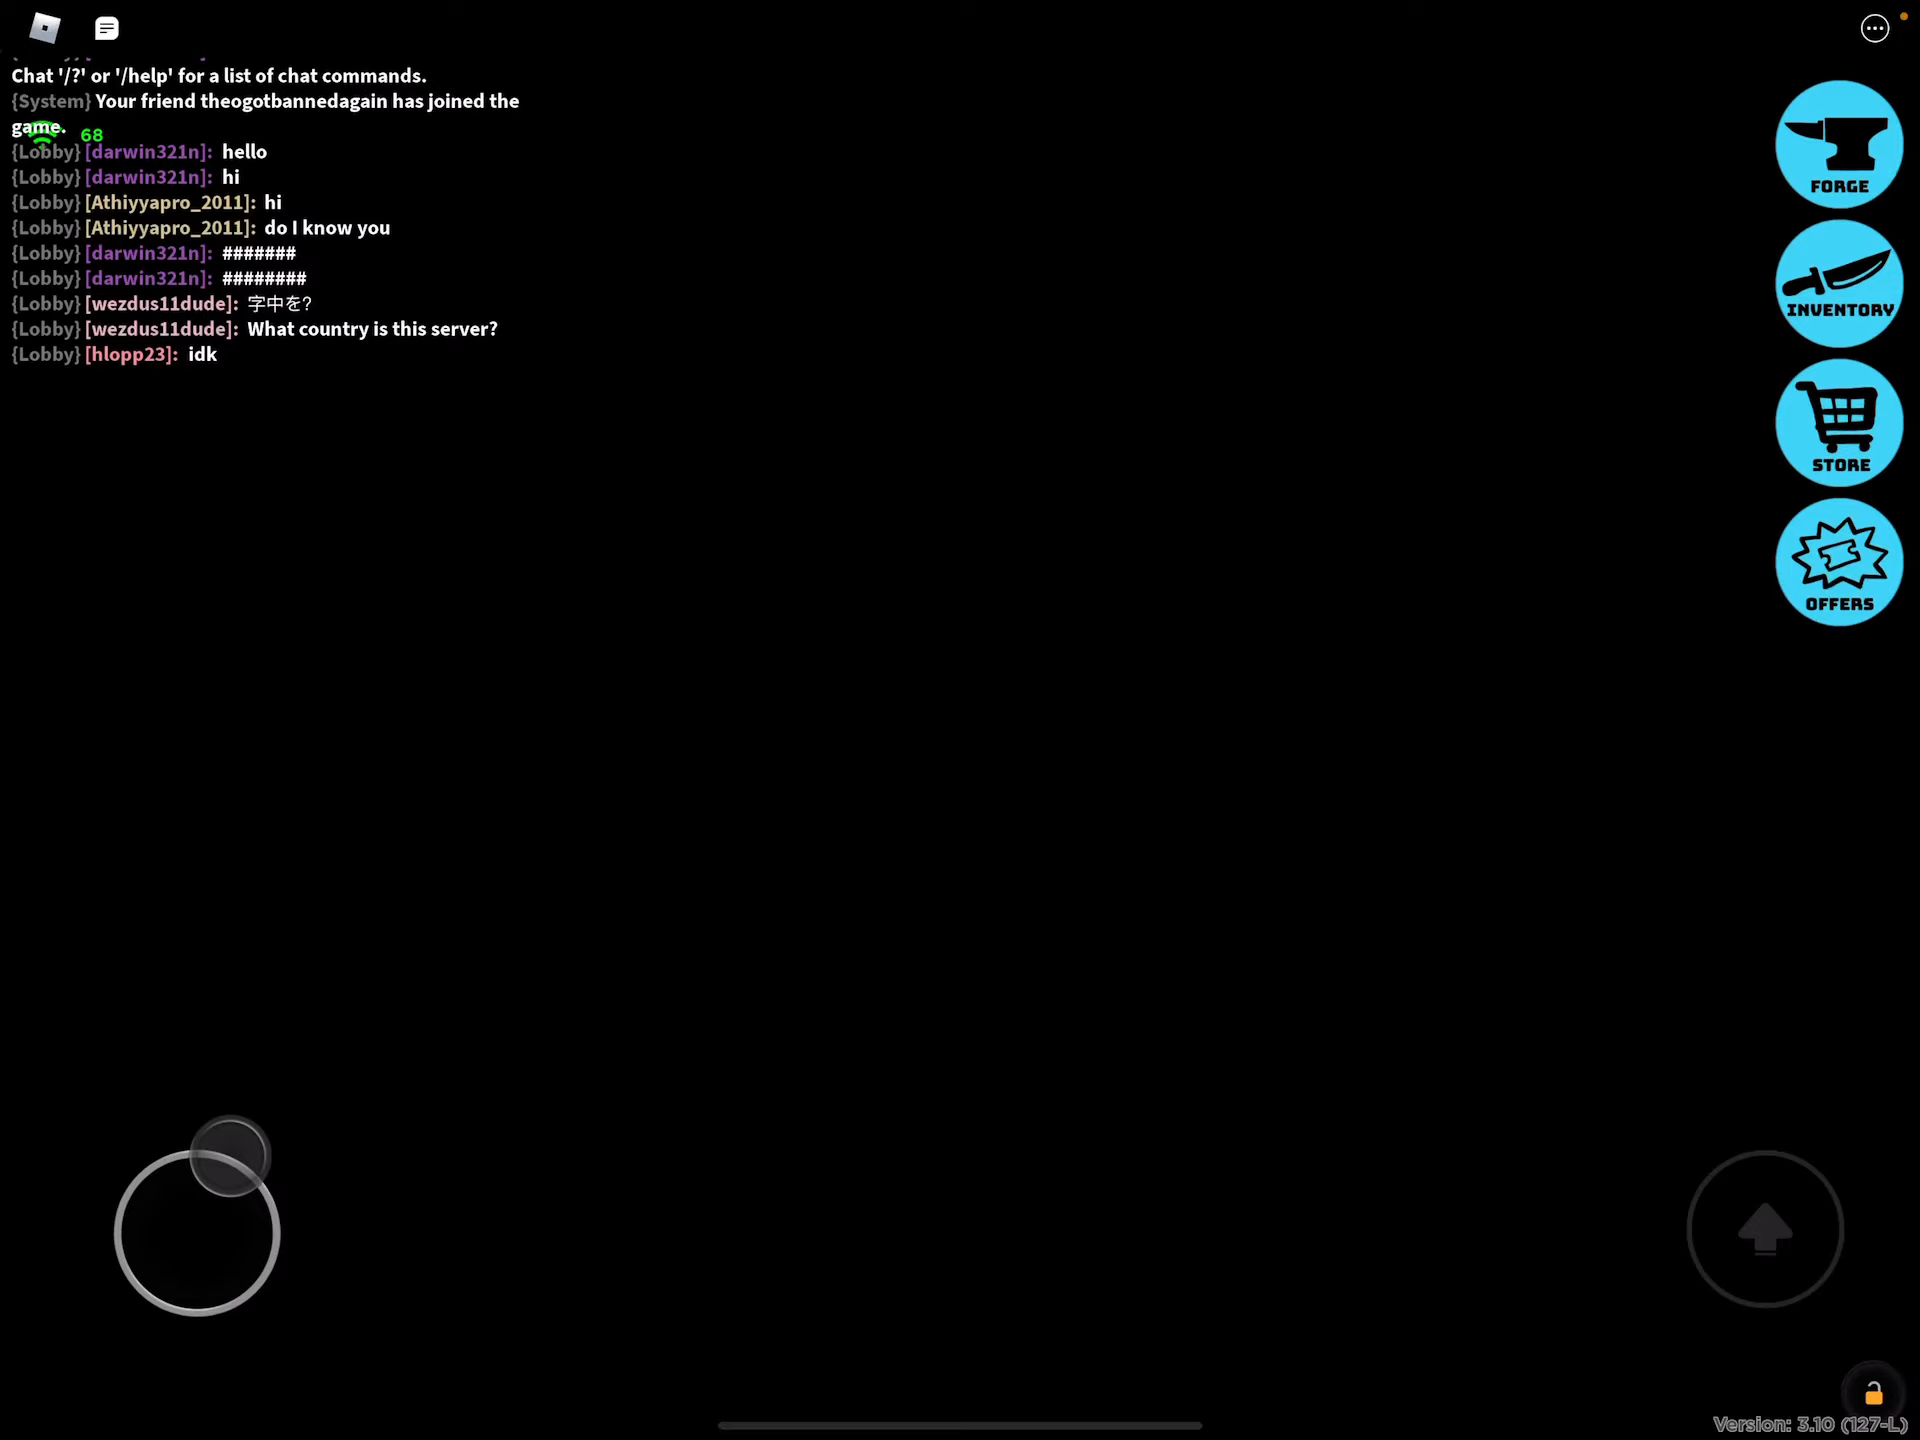 Chat '/?' or '/help' for a list of chat commands.
{System} Your friend theogotbannedagain has joined the
game.
68
{Lobby} [darwin321n]: hello
{Lobby} [darwin321n]: hi
{Lobby} [Athiyyapro_2011]: hi
{Lobby} [Athiyyapro_2011]: do I know you
{Lobby} [darwin321n]: #######
{Lobby} [darwin321n]: ########
{Lobby} [wezdus11dude]: 字中を?
{Lobby} [wezdus11dude]: What country is this server?
{Lobby} [hlopp23]: idk
FORGE
INVENTORY
STORE
OFFERS
Version: 3.10 (127-L)